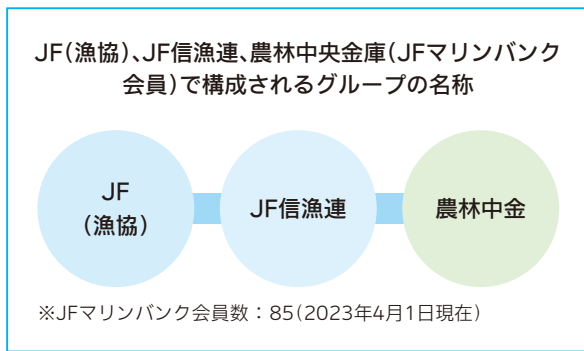 JF(漁協)、JF信漁連、農林中央金庫(JFマリンバンク
会員)で構成されるグループの名称
JF
(漁協)
JF信漁連
農林中金
※JFマリンバンク会員数：85(2023年4月1日現在)